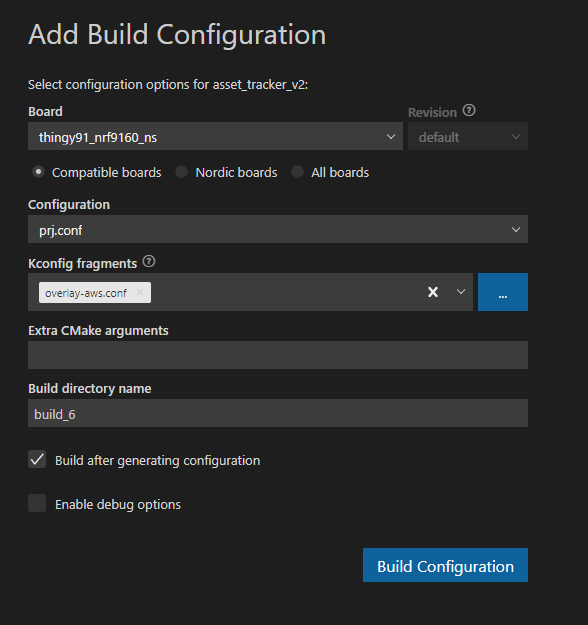 Add Build Configuration
Select configuration options for asset_tracker_v2:
Board
Revision ?
thingy91_nrf9160_ns
default
Compatible boards
Nordic boards
All boards
Configuration
prj.conf
Kconfig fragments ?
overlay-aws.conf ×
...
Extra CMake arguments
Build directory name
build_6
Build after generating configuration
Enable debug options
Build Configuration